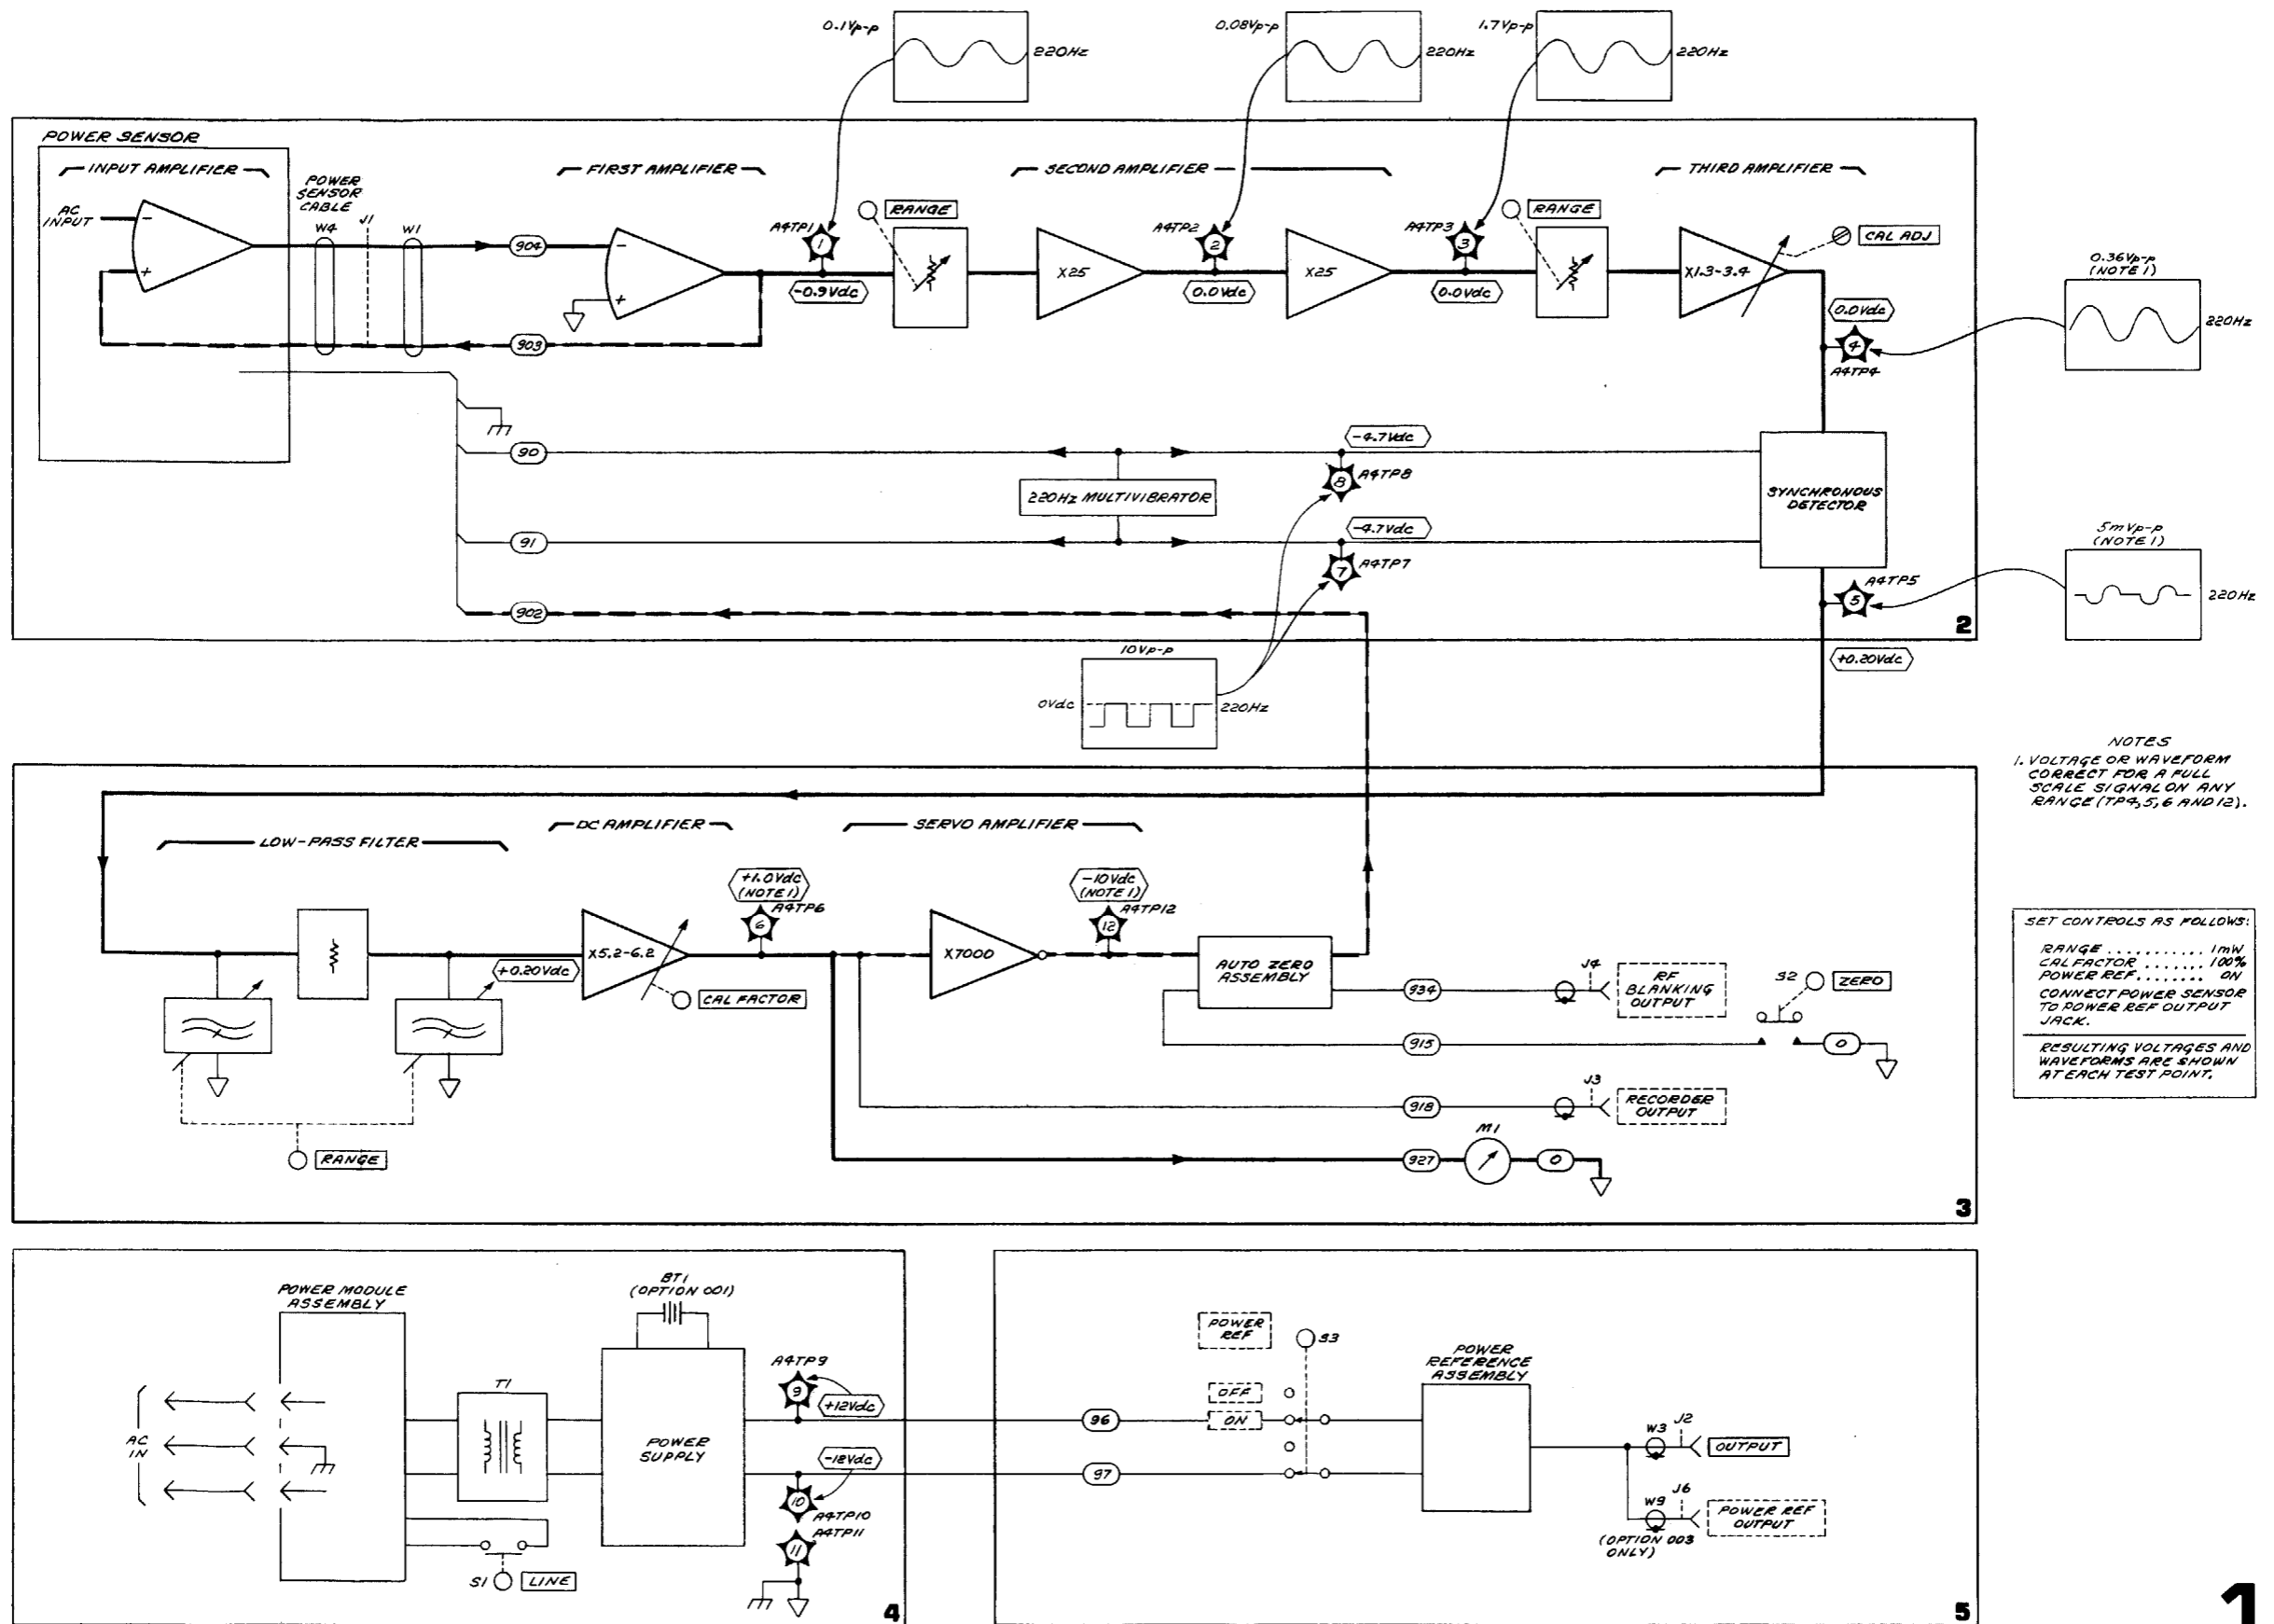 0.1Vp-p
220Hz
0.08Vp-p
220Hz
1.7Vp-p
220Hz
POWER SENSOR
INPUT AMPLIFIER
AC
INPUT
-
+
POWER
SENSOR
CABLE
J1
W4
W1
904
903
FIRST AMPLIFIER
-
+
A4TP1
1
-0.9Vdc
RANGE
SECOND AMPLIFIER
X25
A4TP2
2
0.0Vdc
X25
A4TP3
3
0.0Vdc
RANGE
THIRD AMPLIFIER
X1.3-3.4
CAL ADJ
0.0Vdc
4
A4TP4
0.36Vp-p
(NOTE 1)
220Hz
90
220HZ MULTIVIBRATOR
-4.7Vdc
8
A4TP8
91
-4.7Vdc
7
A4TP7
SYNCHRONOUS
DETECTOR
902
A4TP5
5
5mVp-p
(NOTE 1)
220Hz
2
+0.20Vdc
10Vp-p
0Vdc
220Hz
NOTES
1. VOLTAGE OR WAVEFORM
CORRECT FOR A FULL
SCALE SIGNAL ON ANY
RANGE (TP4, 5, 6 AND 12).
LOW-PASS FILTER
DC AMPLIFIER
SERVO AMPLIFIER
+0.20Vdc
X5.2-6.2
CAL FACTOR
+1.0Vdc
(NOTE 1)
A4TP6
6
X7000
-10Vdc
(NOTE 1)
A4TP12
12
AUTO ZERO
ASSEMBLY
934
J4
RF
BLANKING
OUTPUT
S2
ZERO
915
0
918
J3
RECORDER
OUTPUT
M1
927
0
RANGE
3
SET CONTROLS AS FOLLOWS:
RANGE .......... 1mW
CAL FACTOR ...... 100%
POWER REF....... ON
CONNECT POWER SENSOR
TO POWER REF OUTPUT
JACK.
RESULTING VOLTAGES AND
WAVEFORMS ARE SHOWN
AT EACH TEST POINT.
POWER MODULE
ASSEMBLY
AC
IN
T1
BT1
(OPTION 001)
POWER
SUPPLY
A4TP9
9
+12Vdc
-12Vdc
10
A4TP10
A4TP11
11
S1
LINE
4
96
97
POWER
REF
OFF
ON
S3
POWER
REFERENCE
ASSEMBLY
W3
J2
OUTPUT
W9
J6
POWER REF
OUTPUT
(OPTION 003
ONLY)
5
1